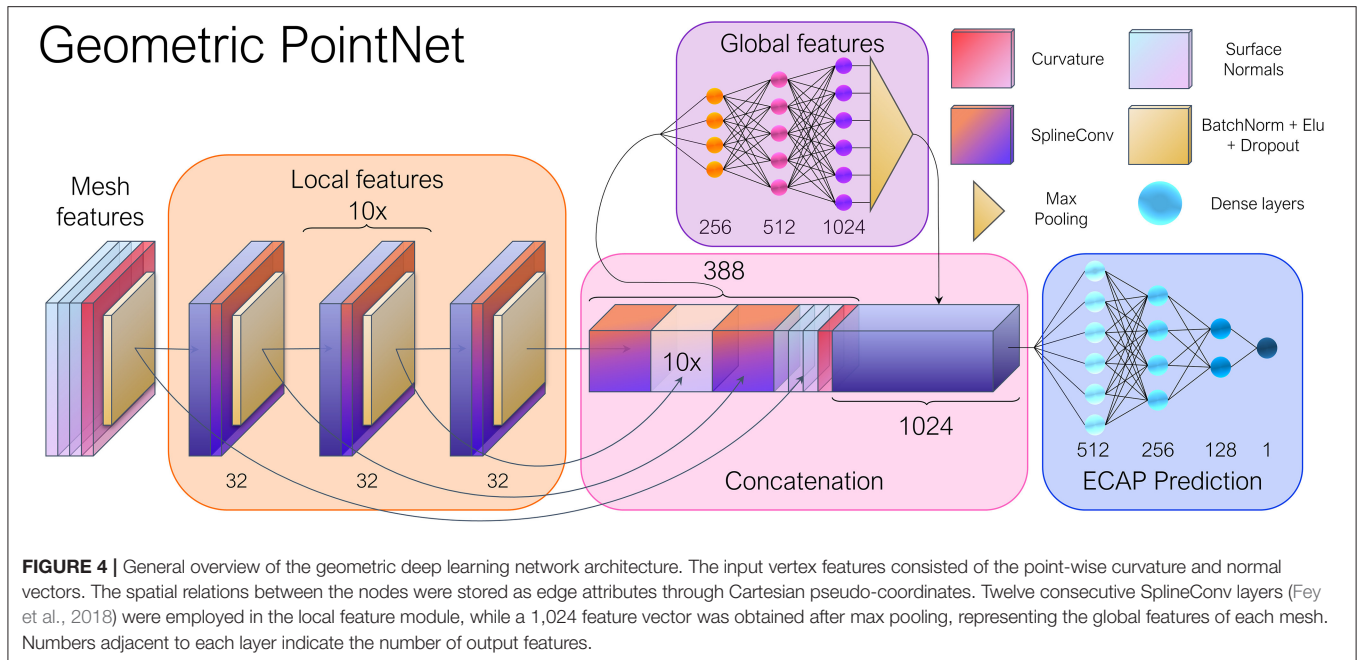 Geometric PointNet
Global features
256
512
1024
Curvature
Surface
Normals
SplineConv
BatchNorm + Elu
+ Dropout
Max
Pooling
Dense layers
Mesh
features
Local features
10x
32
32
32
388
10x
1024
Concatenation
512
256
128
1
ECAP Prediction
FIGURE 4 | General overview of the geometric deep learning network architecture. The input vertex features consisted of the point-wise curvature and normal
vectors. The spatial relations between the nodes were stored as edge attributes through Cartesian pseudo-coordinates. Twelve consecutive SplineConv layers (Fey
et al., 2018) were employed in the local feature module, while a 1,024 feature vector was obtained after max pooling, representing the global features of each mesh.
Numbers adjacent to each layer indicate the number of output features.